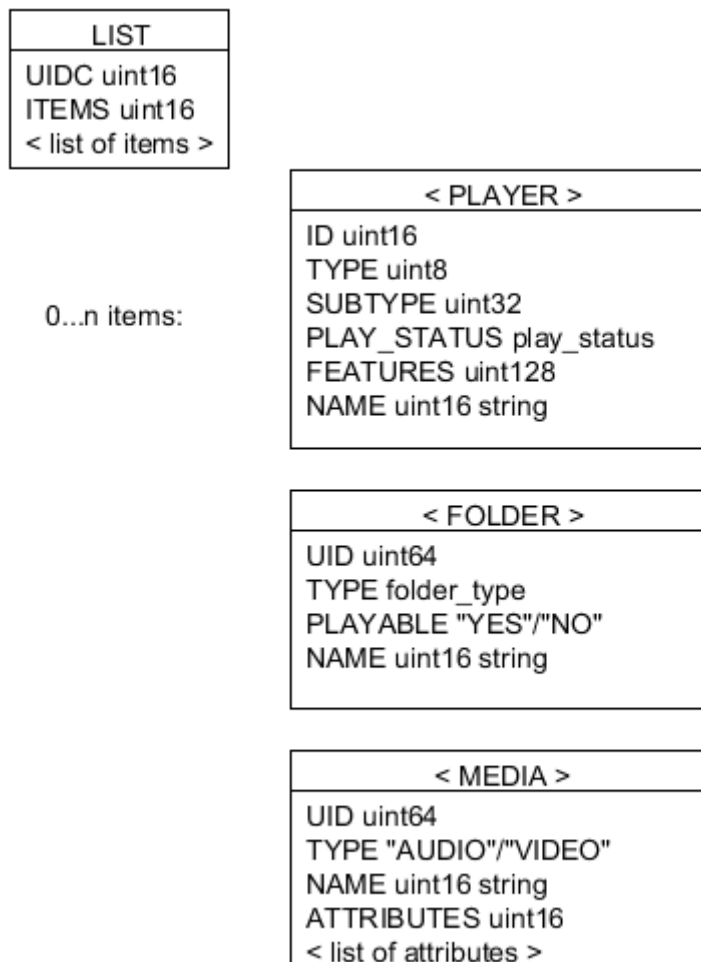 LIST
UIDC uint16
ITEMS uint16
< list of items >
0...n items:
< PLAYER >
ID uint16
TYPE uint8
SUBTYPE uint32
PLAY_STATUS play_status
FEATURES uint128
NAME uint16 string
< FOLDER >
UID uint64
TYPE folder_type
PLAYABLE "YES"/"NO"
NAME uint16 string
< MEDIA >
UID uint64
TYPE "AUDIO"/"VIDEO"
NAME uint16 string
ATTRIBUTES uint16
< list of attributes >